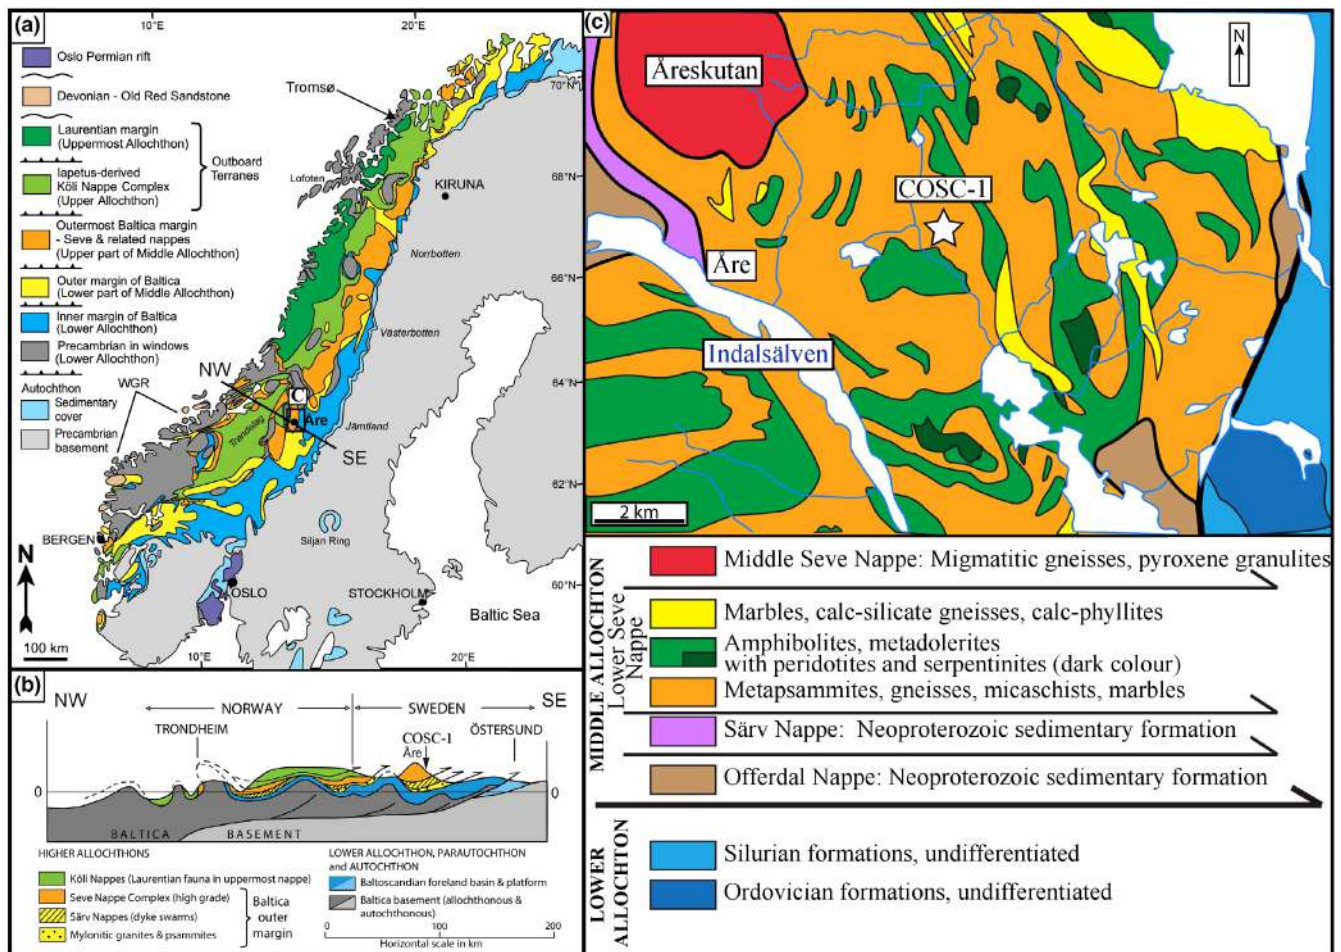 (a)
10°E
20°E
Oslo Permian rift
Devonian - Old Red Sandstone
Laurentian margin
(Uppermost Allochthon)
Outboard
Terranes
Iapetus-derived
Köli Nappe Complex
(Upper Allochthon)
Outermost Baltica margin
- Seve & related nappes
(Upper part of Middle Allochthon)
Outer margin of Baltica
(Lower part of Middle Allochthon)
Inner margin of Baltica
(Lower Allochthon)
Precambrian in windows
(Lower Allochthon)
Autochthon
Sedimentary
cover
Precambrian
basement
Tromsø
70°N
Lofoten
68°N
KIRUNA
Norrbotten
66°N
Västerbotten
NW
64°N
WGR
C
Åre
Trøndelag
Jämtland
SE
62°N
BERGEN
Siljan Ring
N
60°N
OSLO
STOCKHOLM
Baltic Sea
100 km
10°E
20°E
(b)
NW
SE
NORWAY
SWEDEN
TRONDHEIM
COSC-1
Åre
ÖSTERSUND
0
0
BALTICA BASEMENT
HIGHER ALLOCHTHONS
Köli Nappes (Laurentian fauna in uppermost nappe)
Seve Nappe Complex (high grade)
Särv Nappes (dyke swarms)
Mylonitic granites & psammites
Baltica
outer
margin
LOWER ALLOCHTHON, PARAUTOCHTHON
and AUTOCHTHON
Baltoscandian foreland basin & platform
Baltica basement (allochthonous &
autochthonous)
0 100 200
Horizontal scale in km
(c)
N
Åreskutan
COSC-1
Åre
Indalsälven
2 km
MIDDLE ALLOCHTON
Lower Seve
Nappe
Middle Seve Nappe: Migmatitic gneisses, pyroxene granulites
Marbles, calc-silicate gneisses, calc-phyllites
Amphibolites, metadolerites
with peridotites and serpentinites (dark colour)
Metapsammites, gneisses, micaschists, marbles
Särv Nappe: Neoproterozoic sedimentary formation
Offerdal Nappe: Neoproterozoic sedimentary formation
LOWER
ALLOCHTON
Silurian formations, undifferentiated
Ordovician formations, undifferentiated